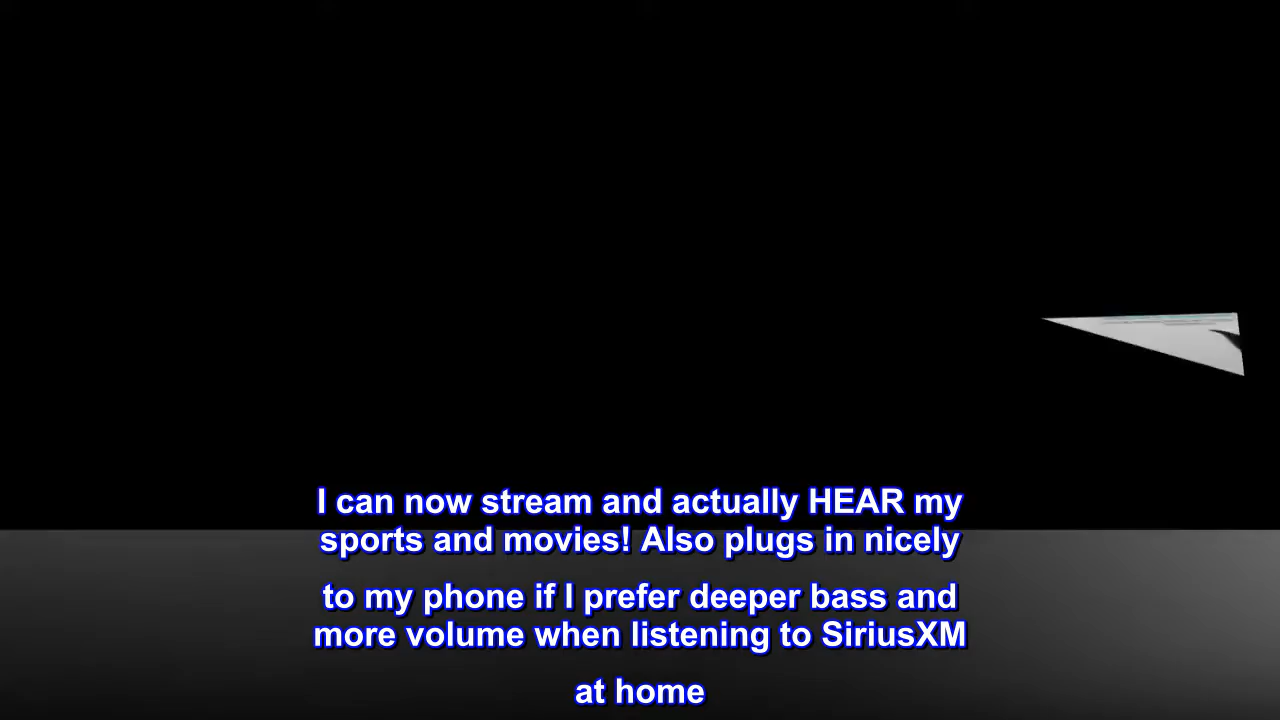 I can now stream and actually HEAR my
sports and movies! Also plugs in nicely
to my phone if I prefer deeper bass and
more volume when listening to SiriusXM
at home